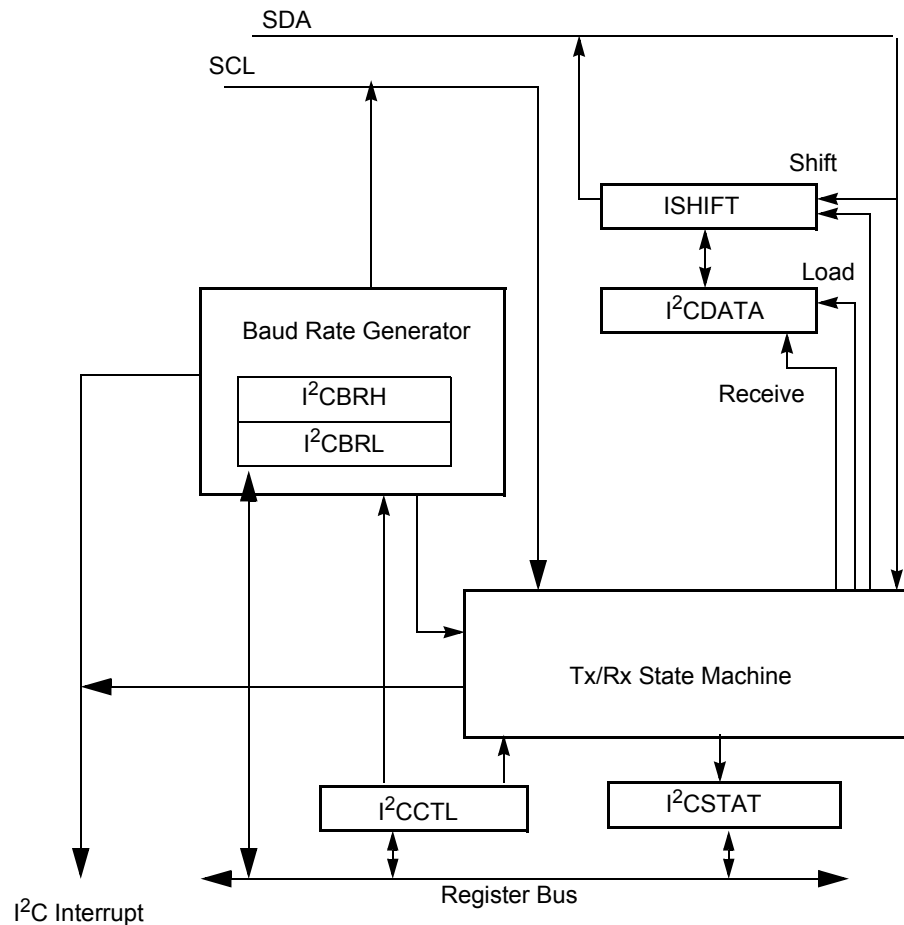 SDA
SCL
Shift
ISHIFT
Load
I²CDATA
Baud Rate Generator
Receive
I²CBRH
I²CBRL
Tx/Rx State Machine
I²CCTL
I²CSTAT
Register Bus
I²C Interrupt